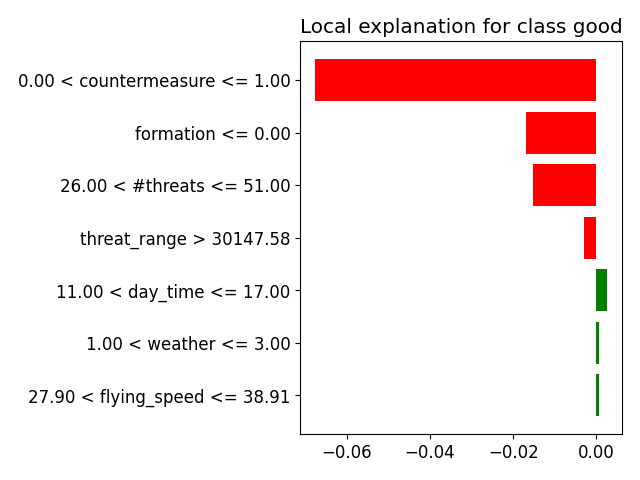 Local explanation for class good
0.00 < countermeasure <= 1.00
formation <= 0.00
26.00 < #threats <= 51.00
threat_range > 30147.58
11.00 < day_time <= 17.00
1.00 < weather <= 3.00
27.90 < flying_speed <= 38.91
−0.06 −0.04 −0.02 0.00